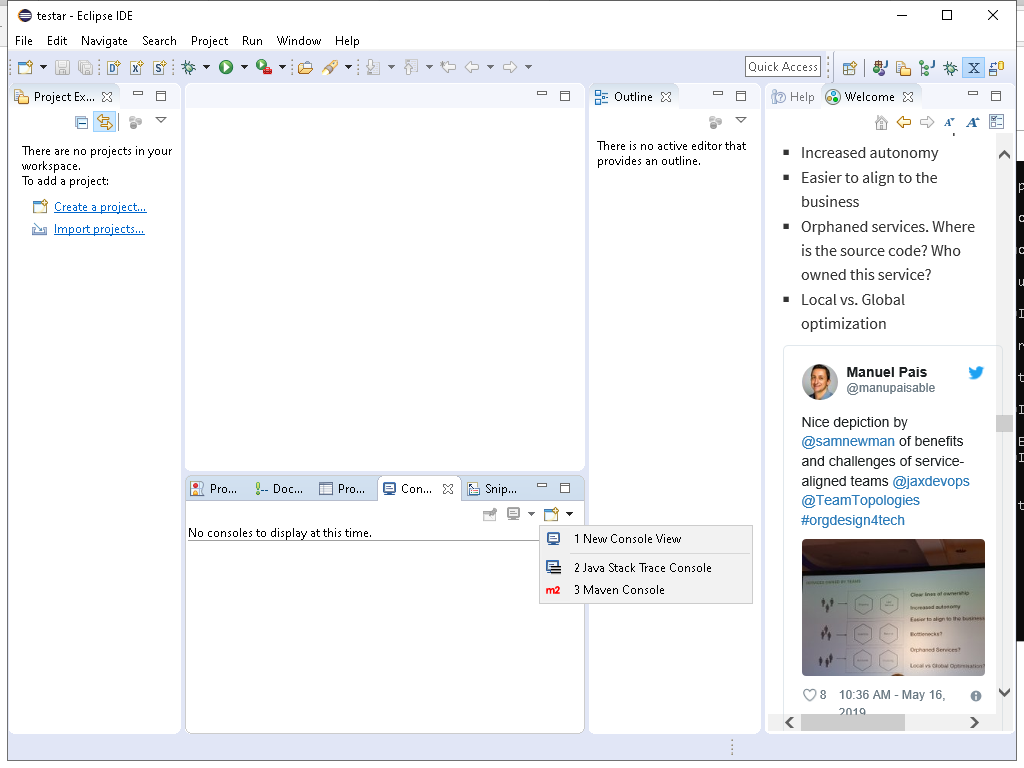 testar - Eclipse IDE
File Edit Navigate Search Project Run Window Help
Quick Access
Project Ex...
There are no projects in your
workspace.
To add a project:
Create a project...
Import projects...
Outline
There is no active editor that
provides an outline.
Help
Welcome
Increased autonomy
Easier to align to the
business
Orphaned services. Where
is the source code? Who
owned this service?
Local vs. Global
optimization
Manuel Pais
@manupaisable
Nice depiction by
@samnewman of benefits
and challenges of service-
aligned teams @jaxdevops
@TeamTopologies
#orgdesign4tech
Clear lines of ownership
Increased autonomy
Easier to align to the business
Bottlenecks?
Orphaned Services?
Local vs Global Optimisation?
8 10:36 AM - May 16,
2019
Pro... Doc... Pro... Con... Snip...
No consoles to display at this time.
1 New Console View
2 Java Stack Trace Console
m2 3 Maven Console